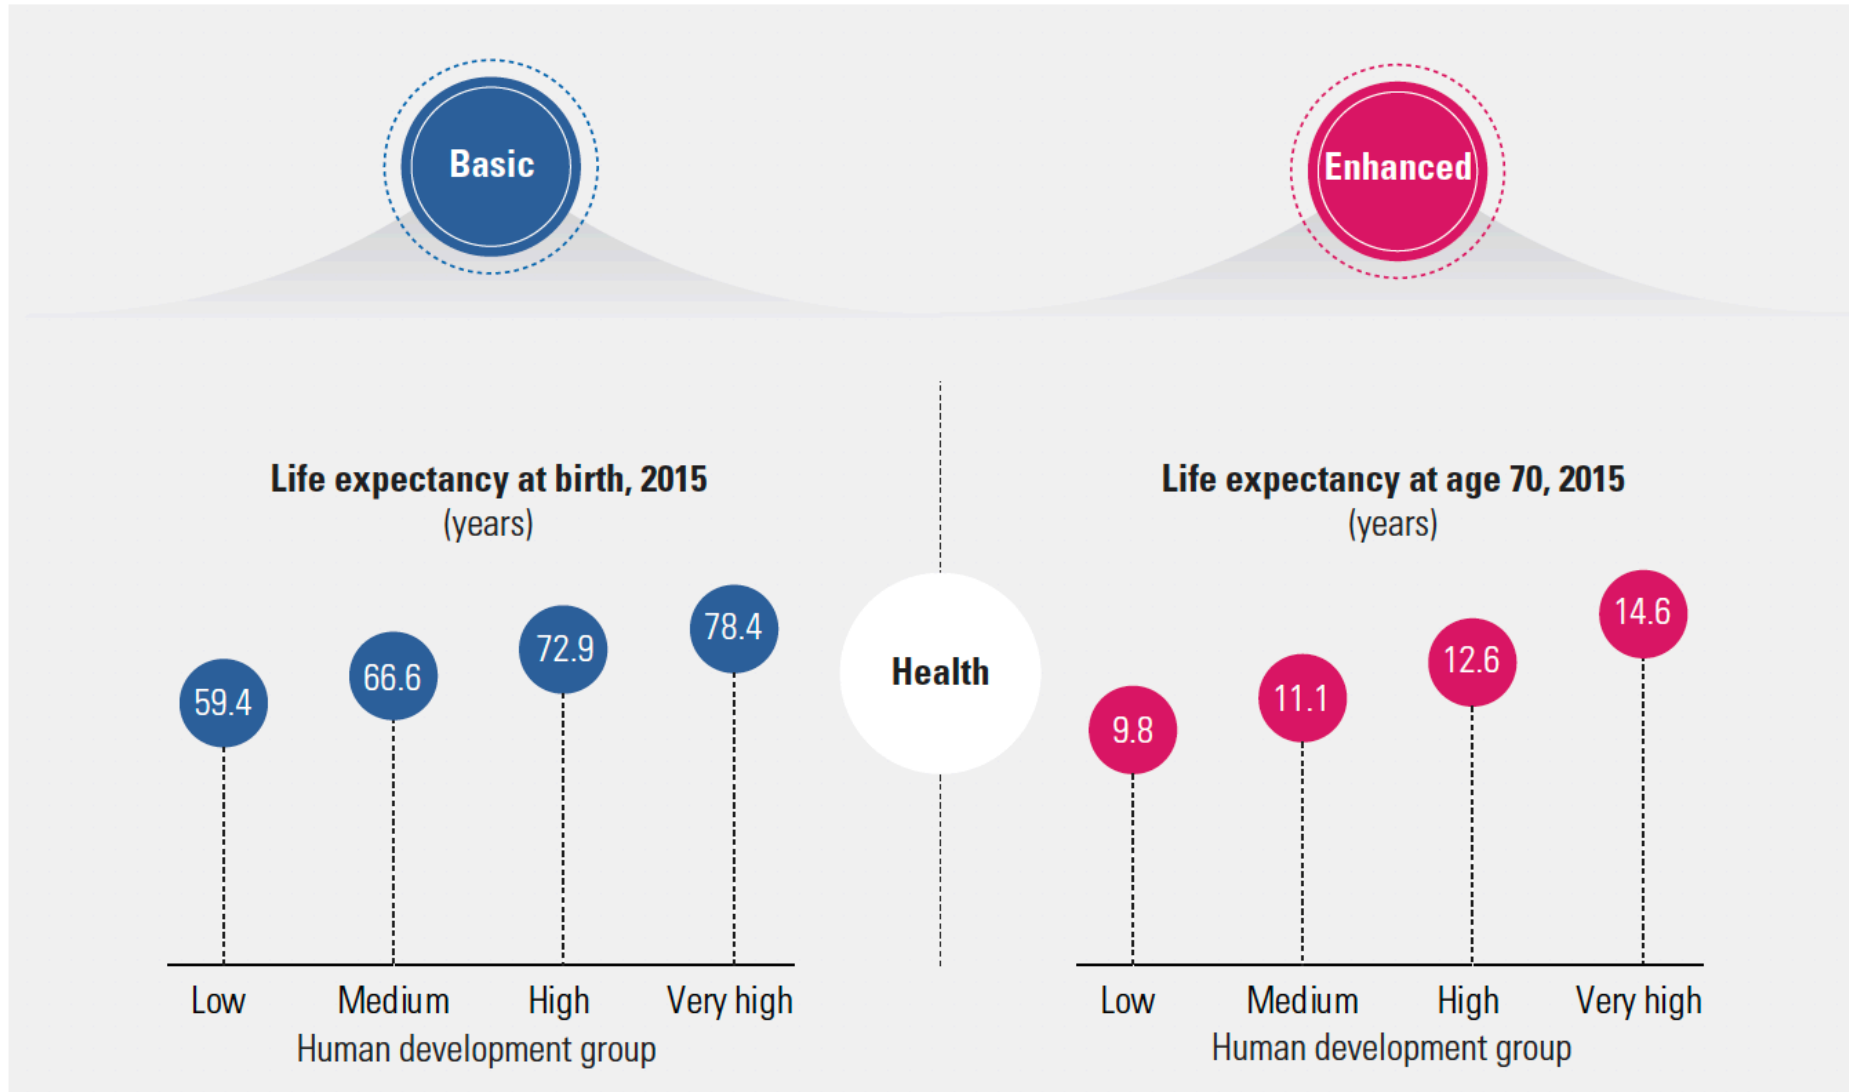 Basic
Enhanced
Life expectancy at birth, 2015
(years)
59.4
66.6
72.9
78.4
Low
Medium
High
Very high
Human development group
Health
Life expectancy at age 70, 2015
(years)
9.8
11.1
12.6
14.6
Low
Medium
High
Very high
Human development group